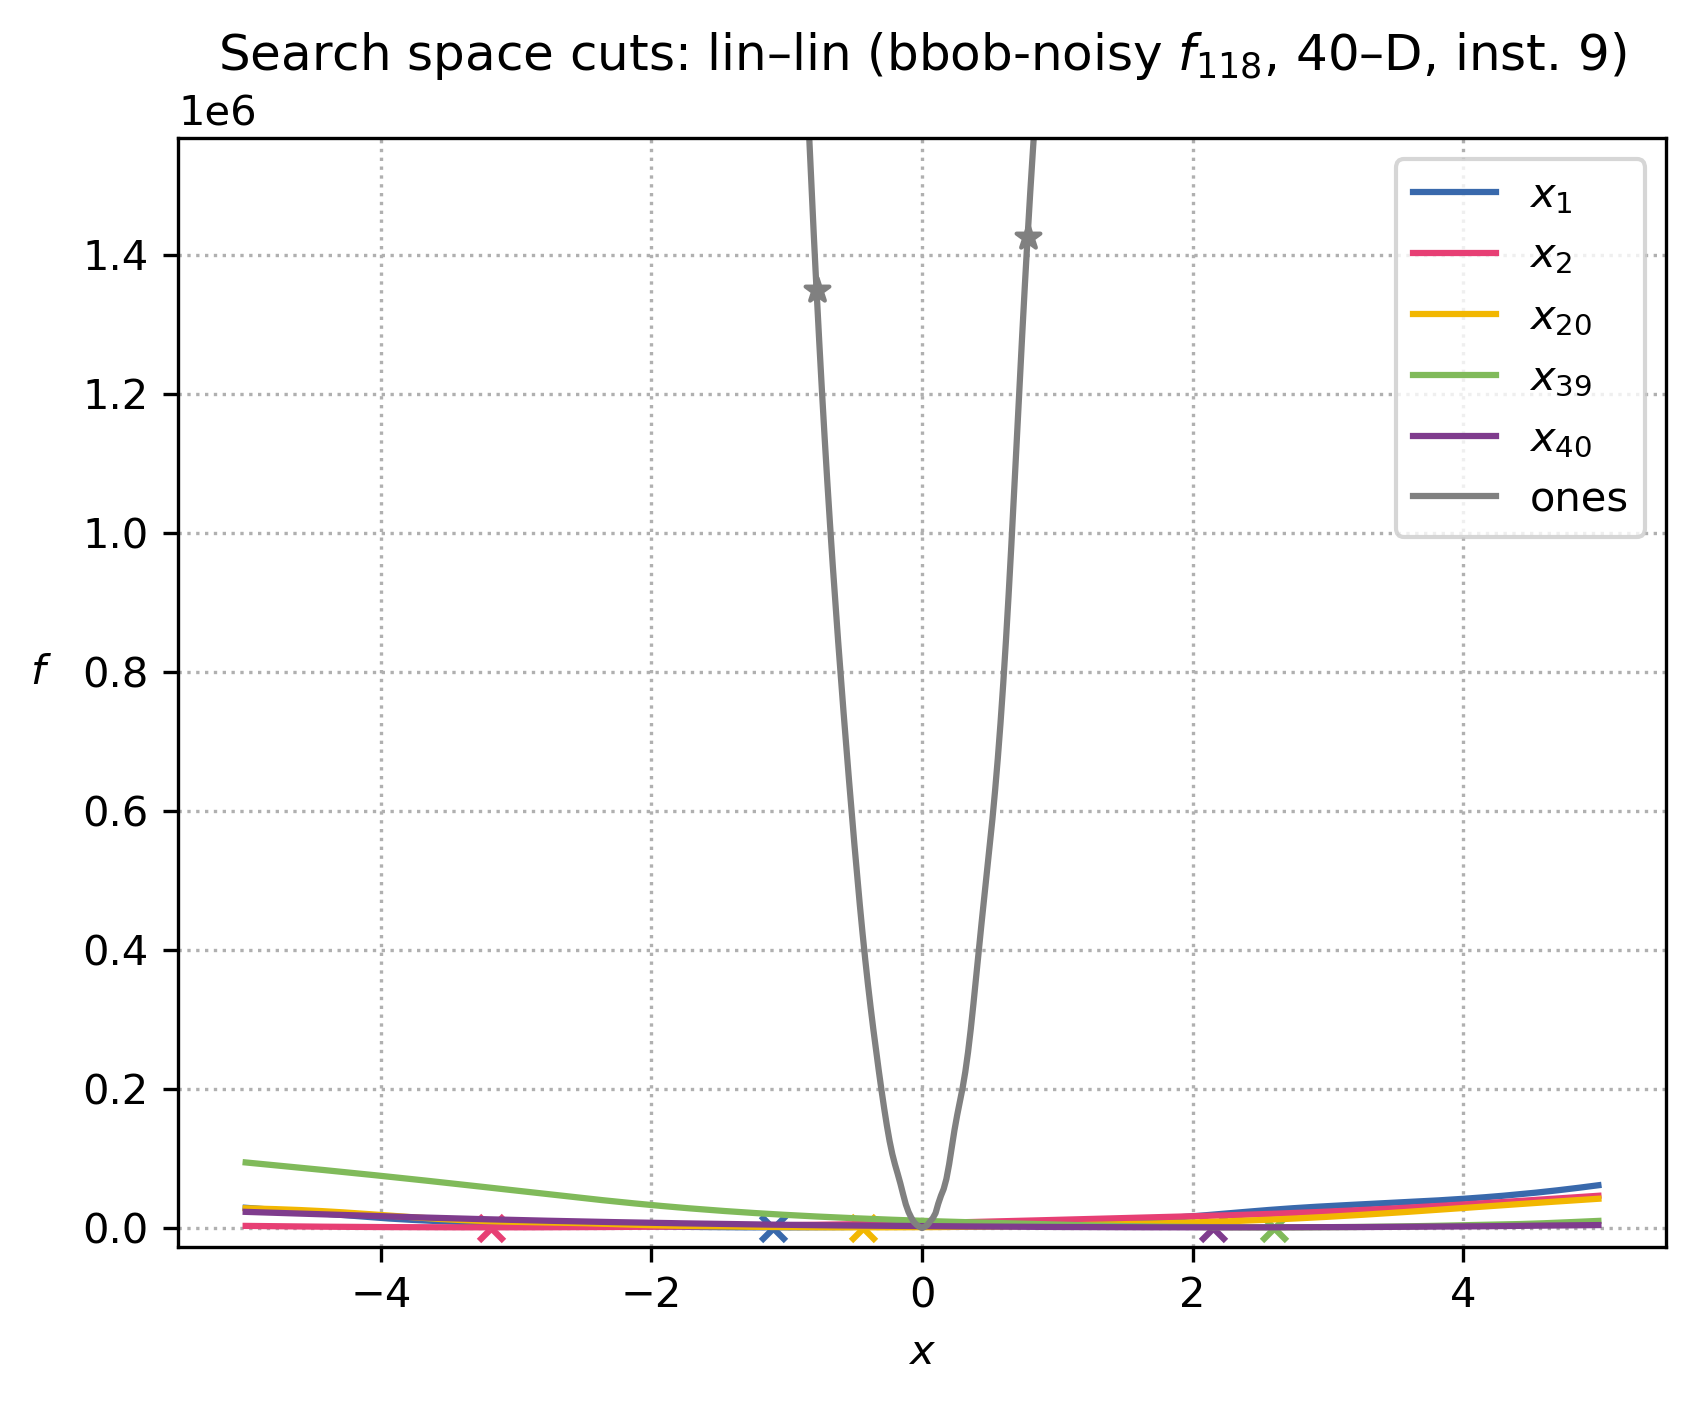 Search space cuts: lin–lin (bbob-noisy f₁₁₈, 40–D, inst. 9)
1e6
x₁
x₂
x₂₀
x₃₉
x₄₀
ones
1.4
1.2
1.0
0.8
0.6
0.4
0.2
0.0
f
−4 −2 0 2 4
x